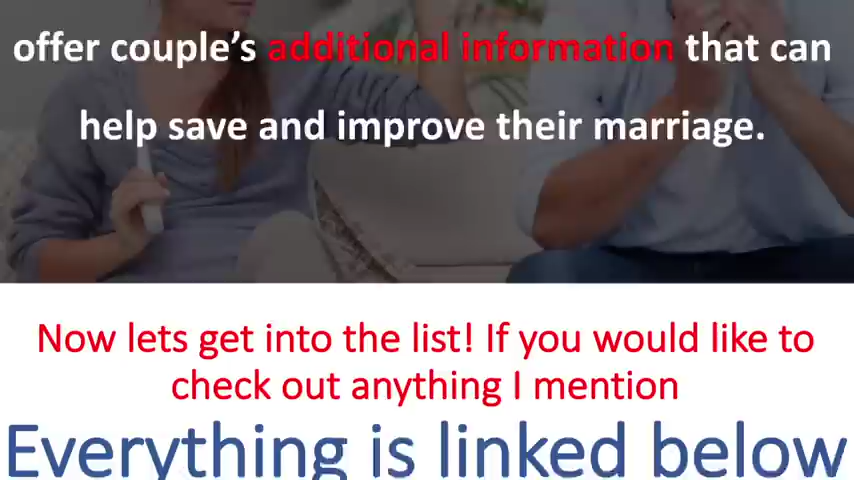 offer couple’s additional information that can
help save and improve their marriage.
Now lets get into the list! If you would like to
check out anything I mention
Everything is linked below